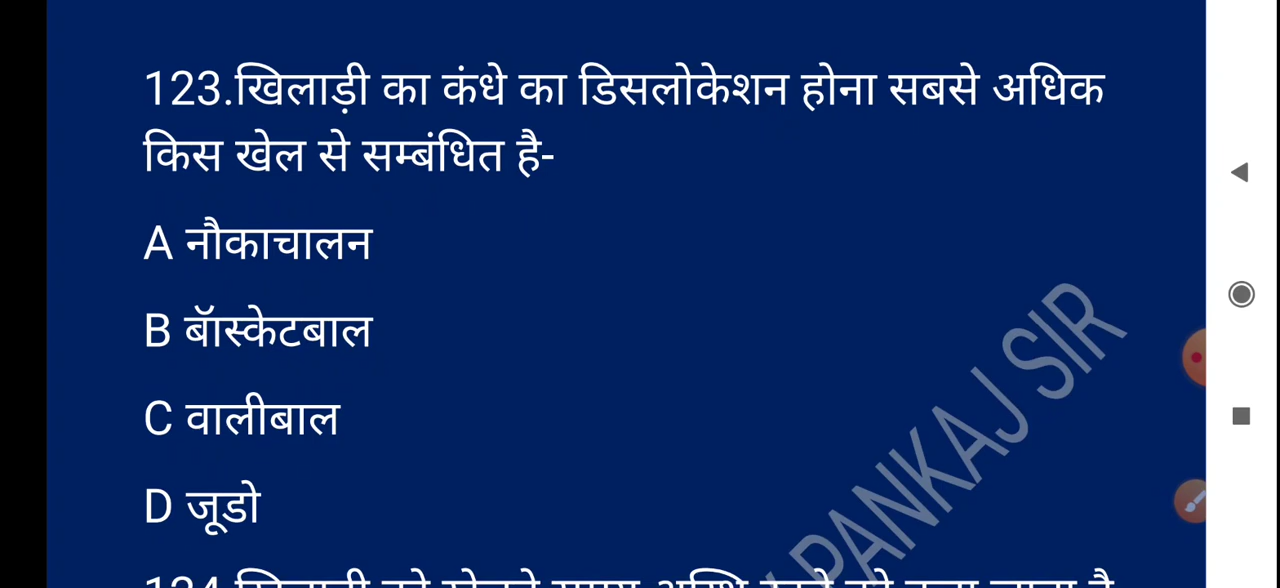 123.खिलाड़ी का कंधे का डिसलोकेशन होना सबसे अधिक
किस खेल से सम्बंधित है-
A नौकाचालन
B बॅास्केटबाल
C वालीबाल
D जूडो
PANKAJ SIR